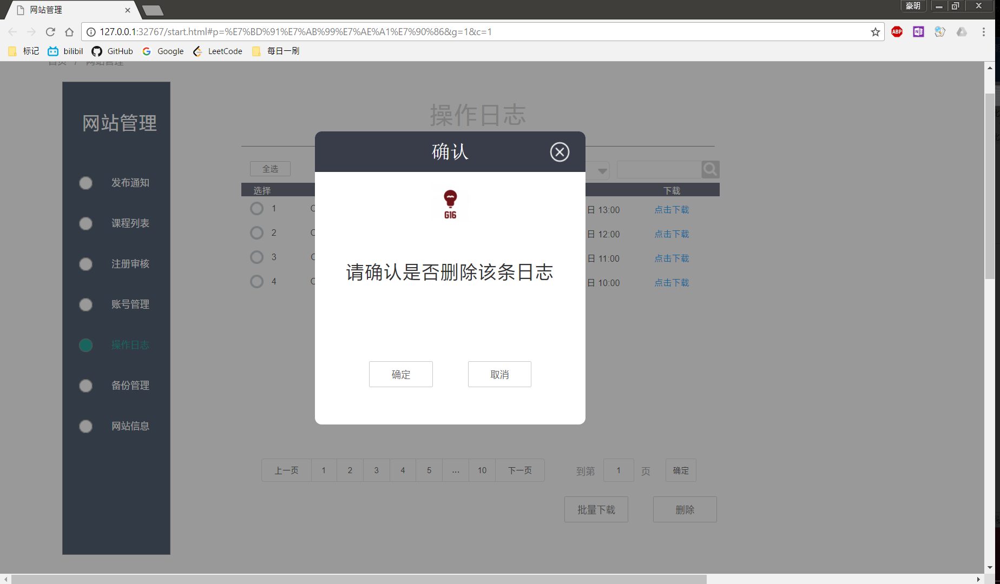 网站管理
豪明
127.0.0.1:32767/start.html#p=%E7%BD%91%E7%AB%99%E7%AE%A1%E7%90%86&g=1&c=1
ABP
标记 bilibil GitHub Google LeetCode 每日一刷
首页 / 网站管理
网站管理
发布通知
课程列表
注册审核
账号管理
操作日志
备份管理
网站信息
操作日志
全选
选择 下载
1 日 13:00 点击下载
2 日 12:00 点击下载
3 日 11:00 点击下载
4 日 10:00 点击下载
确认
G16
请确认是否删除该条日志
确定 取消
上一页 1 2 3 4 5 ... 10 下一页 到第 1 页 确定
批量下载 删除